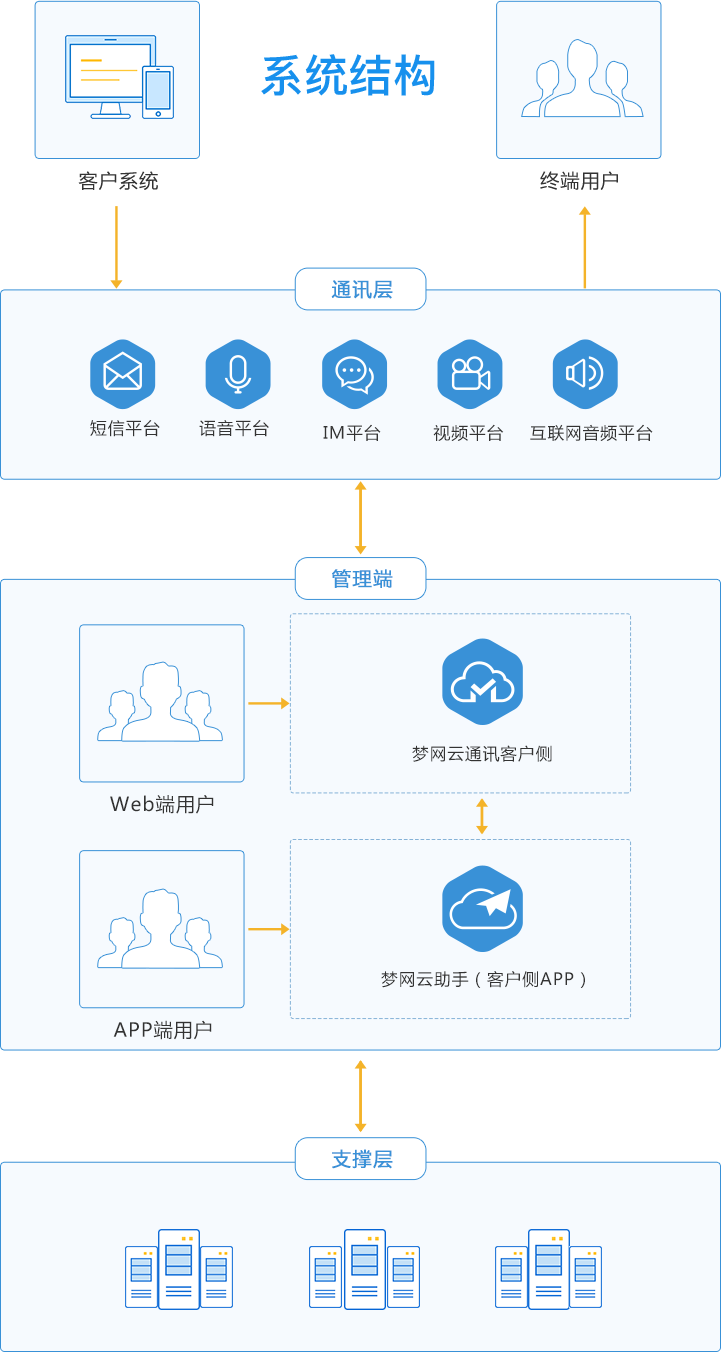 系统结构
客户系统
终端用户
通讯层
短信平台
语音平台
IM平台
视频平台
互联网音频平台
管理端
梦网云通讯客户侧
Web端用户
梦网云助手（客户侧APP）
APP端用户
支撑层